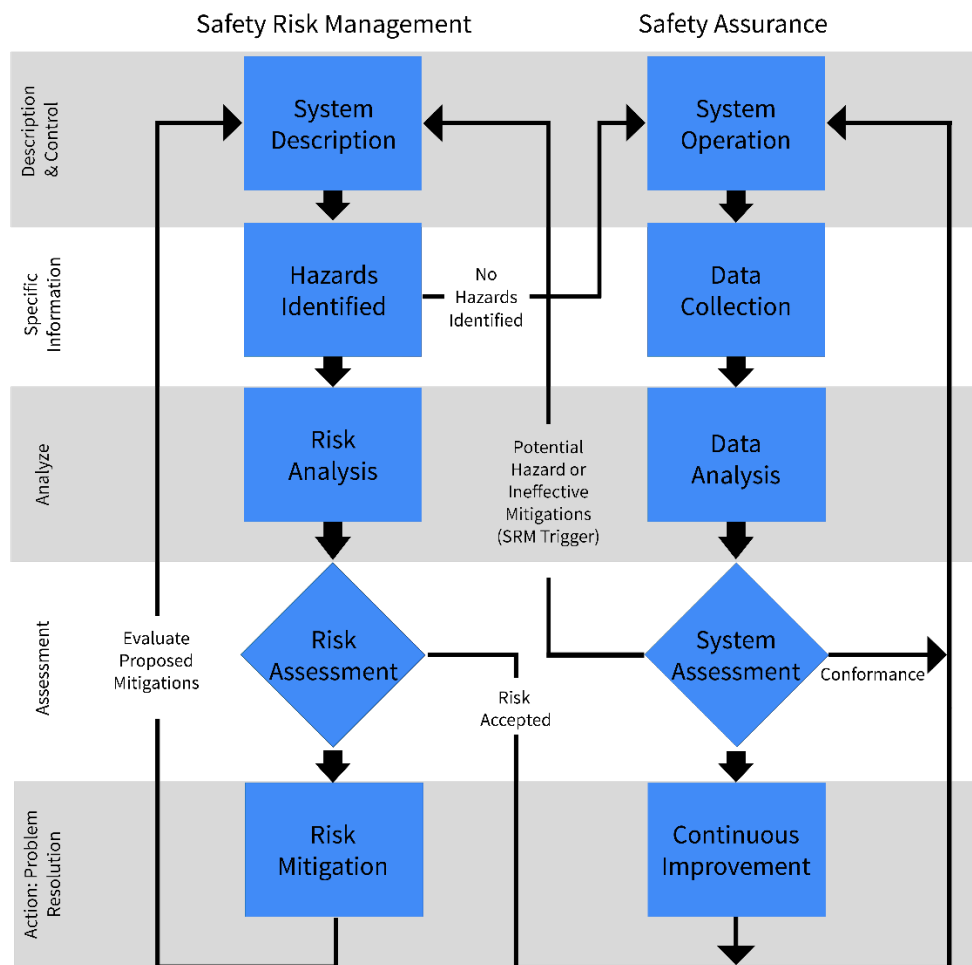 Safety Risk Management
Safety Assurance
Description
& Control
System
Description
System
Operation
Specific
Information
Hazards
Identified
No
Hazards
Identified
Data
Collection
Analyze
Risk
Analysis
Potential
Hazard or
Ineffective
Mitigations
(SRM Trigger)
Data
Analysis
Assessment
Evaluate
Proposed
Mitigations
Risk
Assessment
Risk
Accepted
System
Assessment
Conformance
Action: Problem
Resolution
Risk
Mitigation
Continuous
Improvement